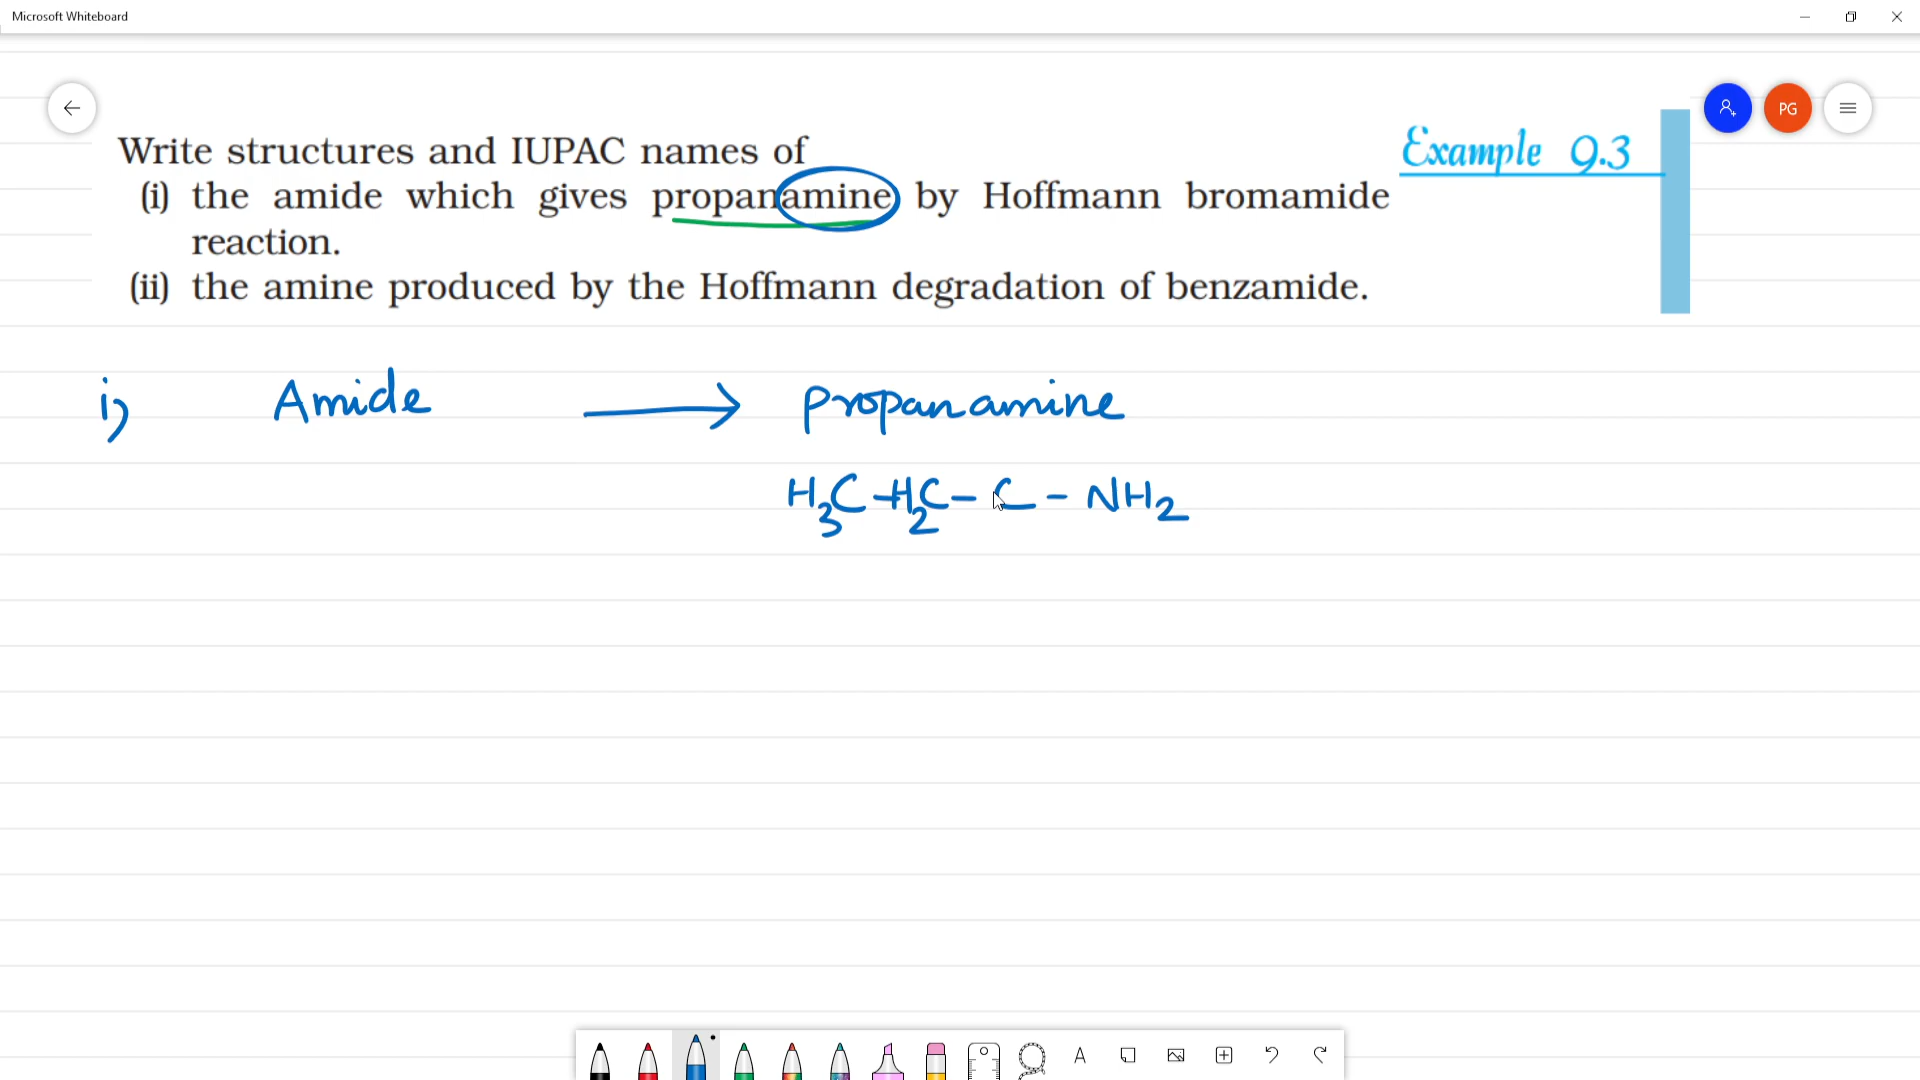 Microsoft Whiteboard
Write structures and IUPAC names of
Example 9.3
(i) the amide which gives propanamine by Hoffmann bromamide
reaction.
(ii) the amine produced by the Hoffmann degradation of benzamide.
PG
i) Amide → propanamine
H3C-H2C-C-NH2
A